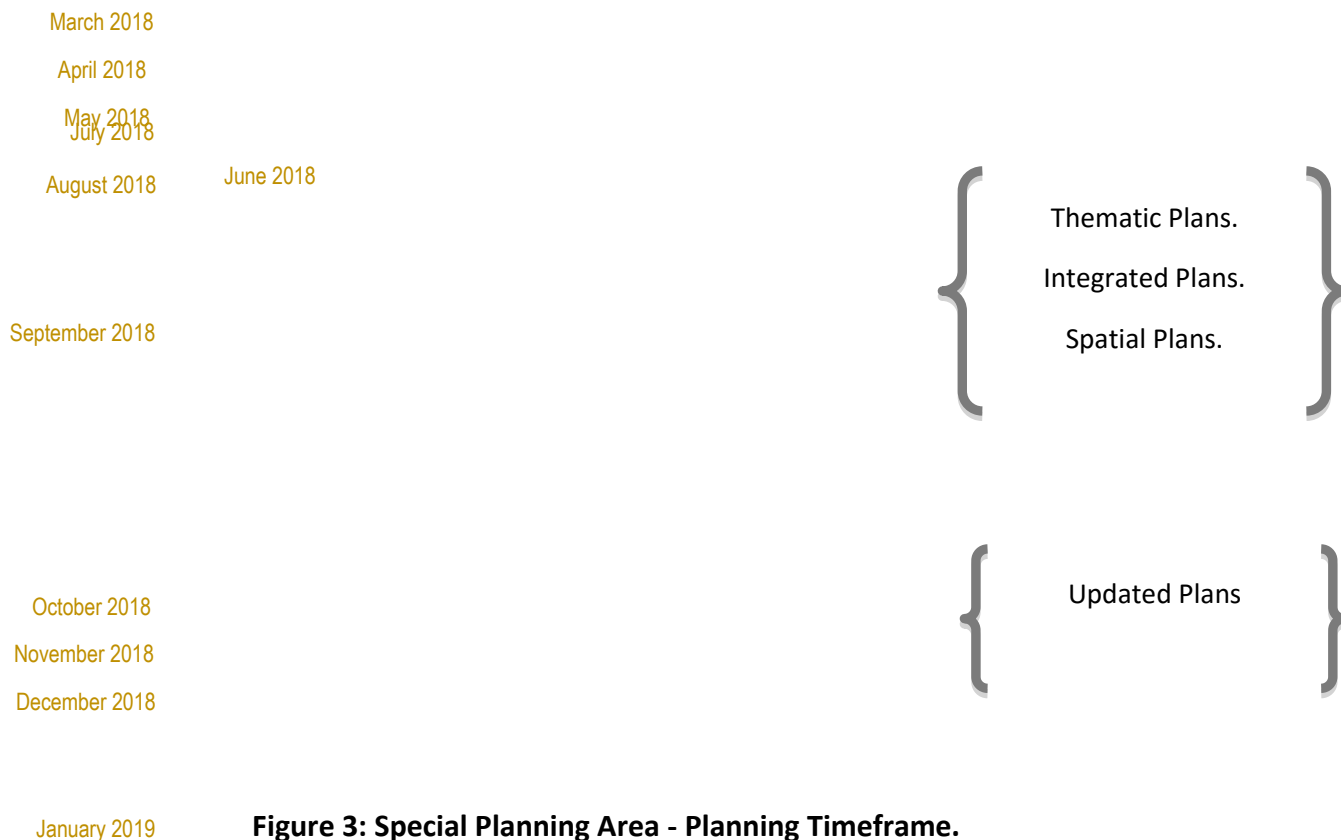 March 2018
April 2018
May 2018
July 2018
August 2018
June 2018
Thematic Plans.
Integrated Plans.
Spatial Plans.
September 2018
Updated Plans
October 2018
November 2018
December 2018
January 2019
Figure 3: Special Planning Area - Planning Timeframe.